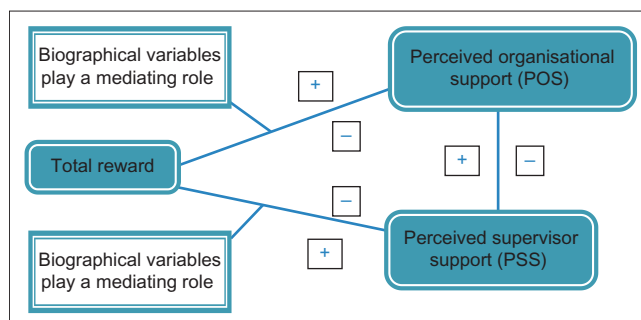 Biographical variables
play a mediating role
+
Perceived organisational
support (POS)
–
Total reward
+
–
–
Biographical variables
play a mediating role
+
Perceived supervisor
support (PSS)